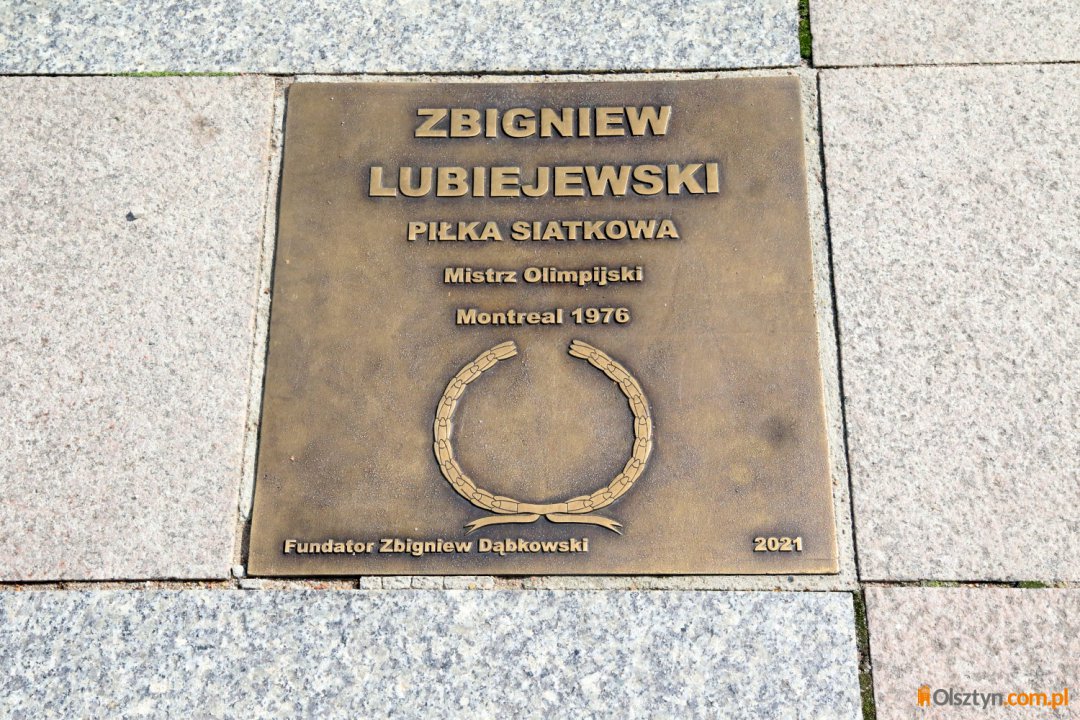 ZBIGNIEW
LUBIEJEWSKI
PIŁKA SIATKOWA
Mistrz Olimpijski
Montreal 1976
Fundator Zbigniew Dąbkowski 2021
Olsztyn.com.pl